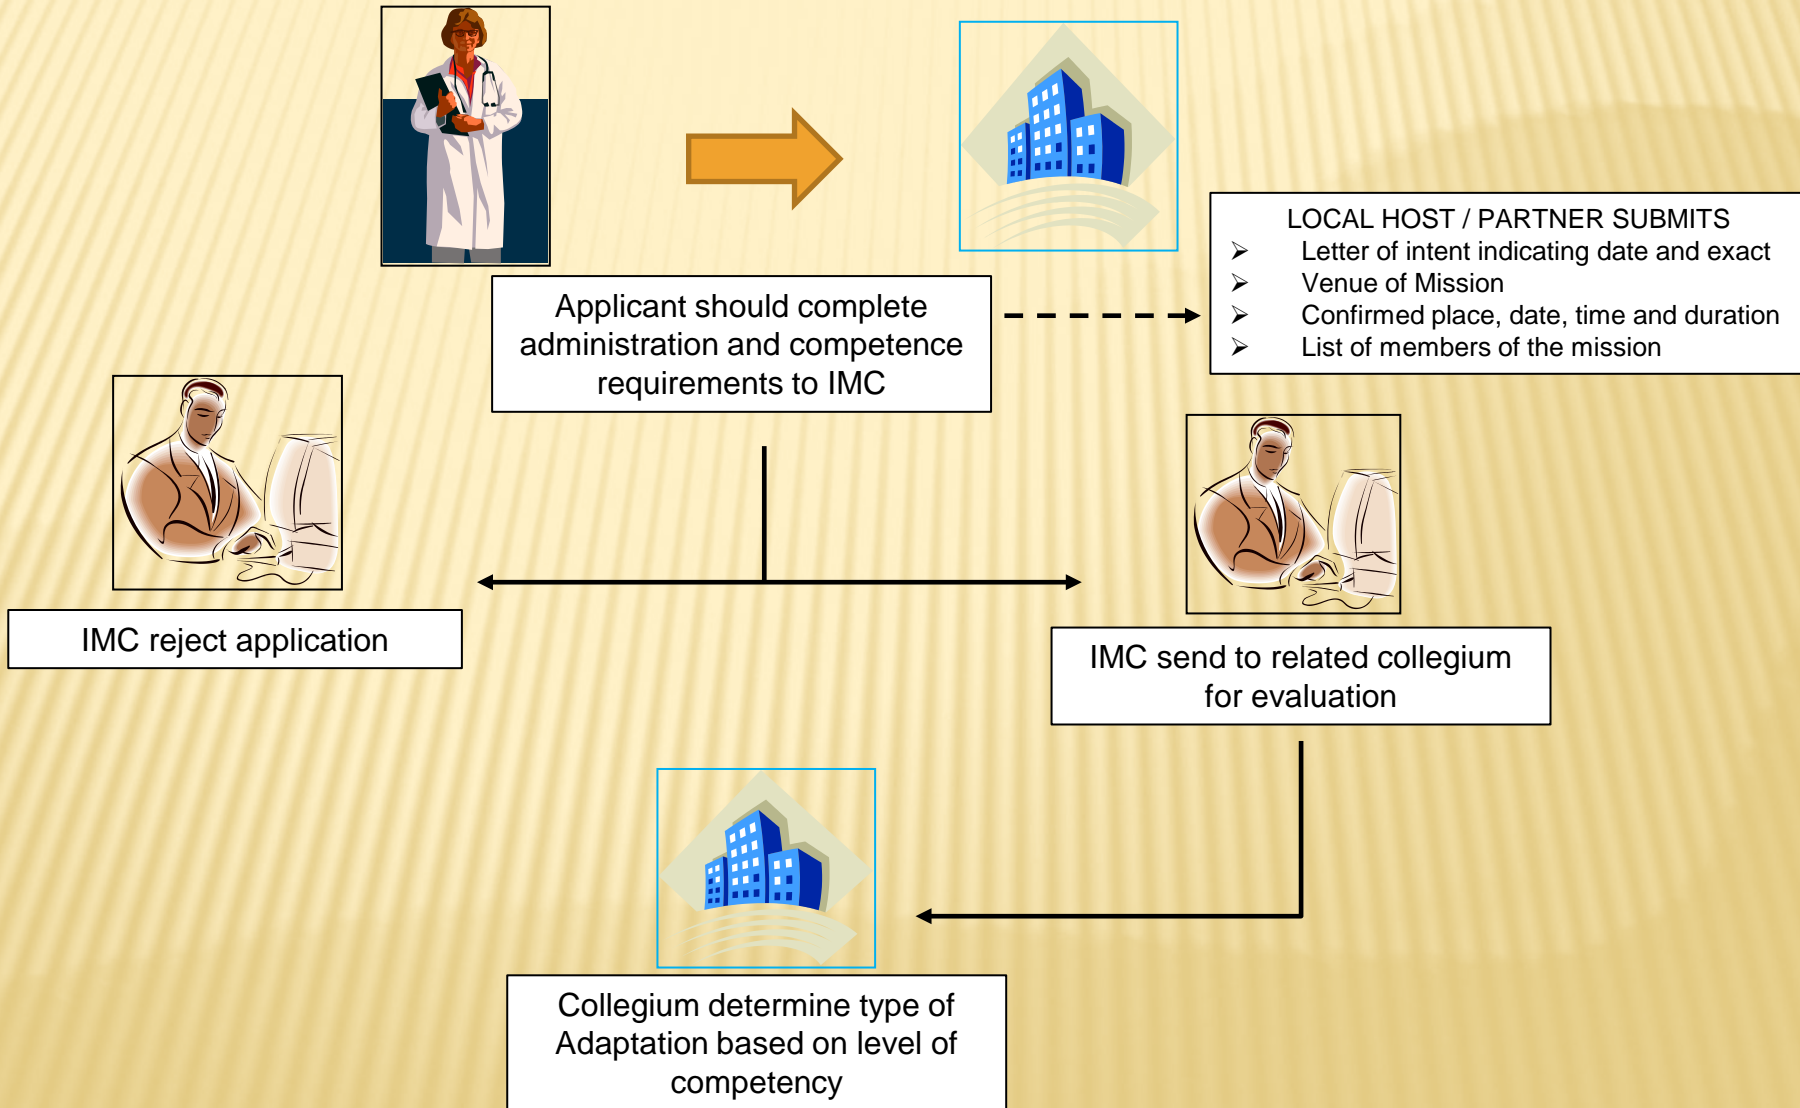 LOCAL HOST / PARTNER SUBMITS
➢ Letter of intent indicating date and exact
➢ Venue of Mission
➢ Confirmed place, date, time and duration
➢ List of members of the mission
Applicant should complete
administration and competence
requirements to IMC
IMC reject application
IMC send to related collegium
for evaluation
Collegium determine type of
Adaptation based on level of
competency